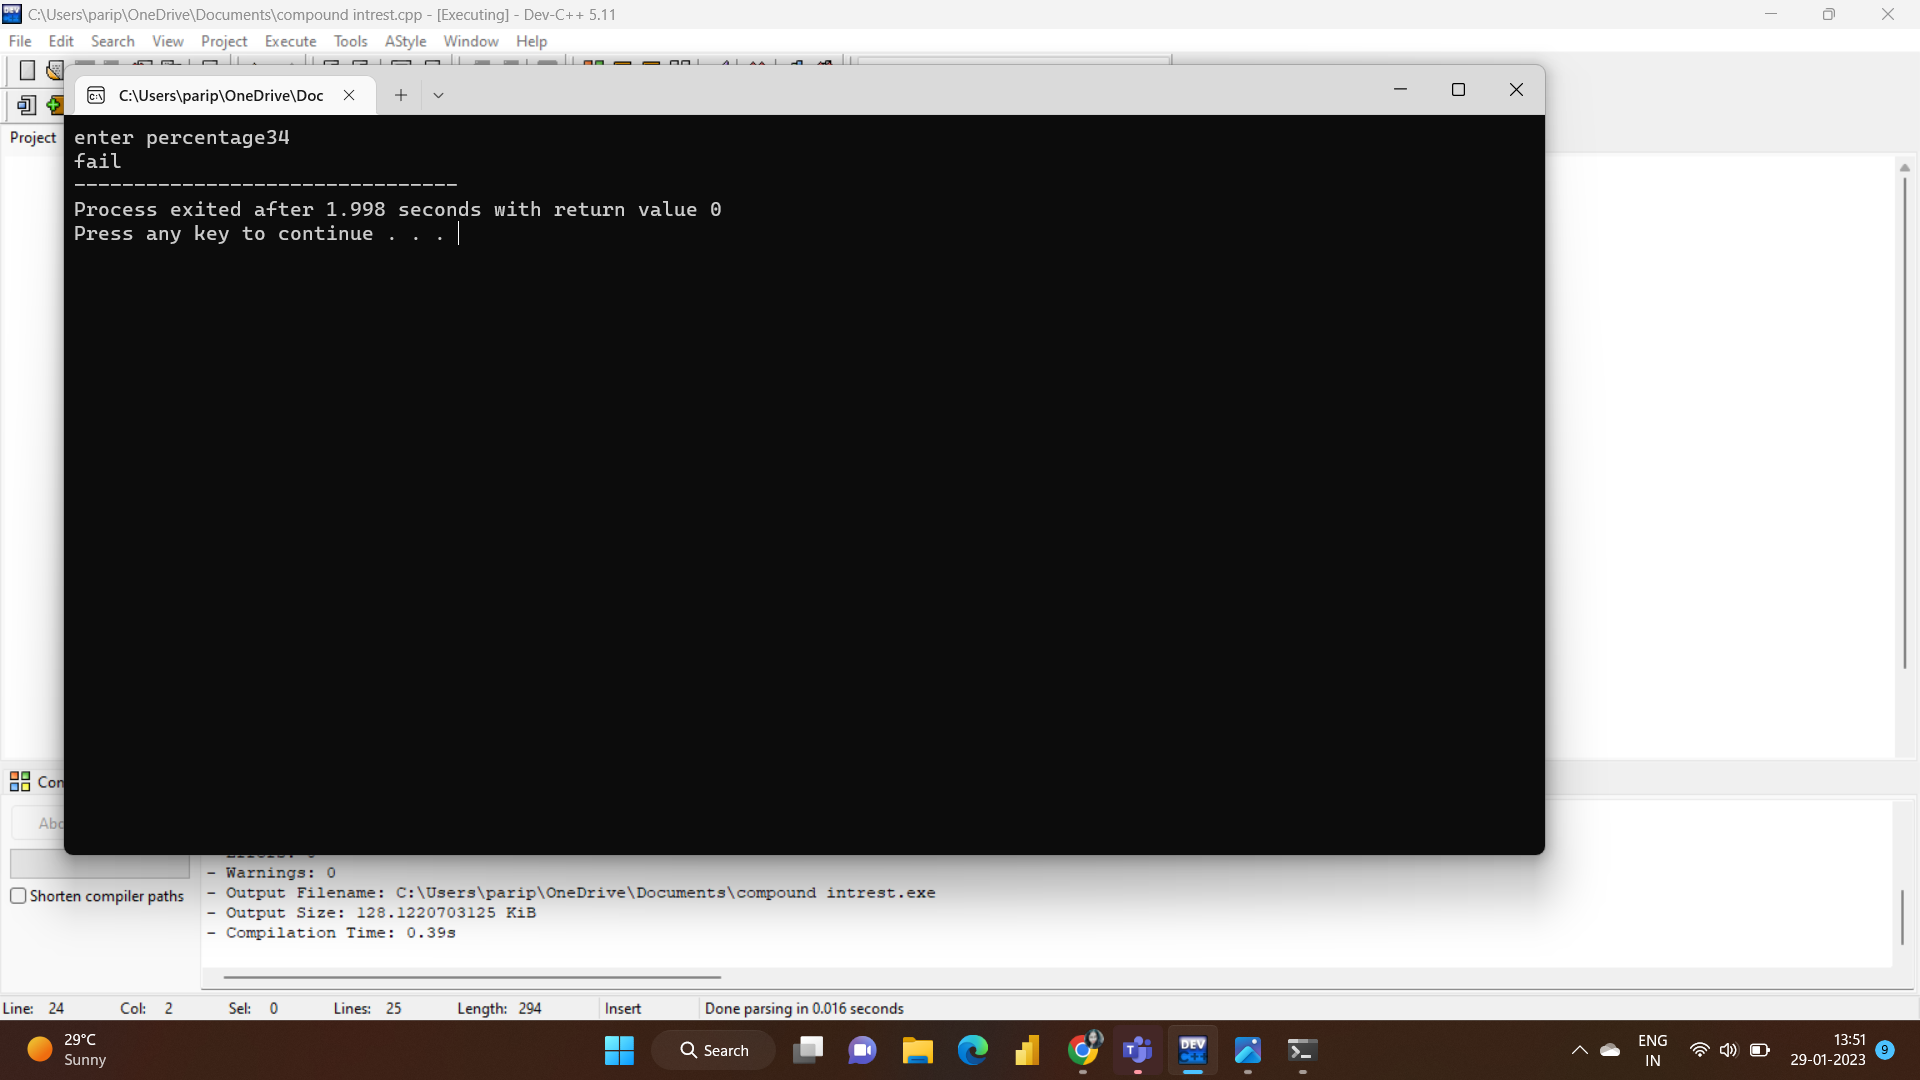 C:\Users\parip\OneDrive\Documents\compound intrest.cpp - [Executing] - Dev-C++ 5.11
File Edit Search View Project Execute Tools AStyle Window Help
C:\Users\parip\OneDrive\Doc
Project
enter percentage34
fail
--------------------------------
Process exited after 1.998 seconds with return value 0
Press any key to continue . . .
Shorten compiler paths
- Warnings: 0
- Output Filename: C:\Users\parip\OneDrive\Documents\compound intrest.exe
- Output Size: 128.1220703125 KiB
- Compilation Time: 0.39s
Line: 24 Col: 2 Sel: 0 Lines: 25 Length: 294 Insert Done parsing in 0.016 seconds
29°C
Sunny
Search
DEV
C++
ENG
IN
13:51
29-01-2023
9